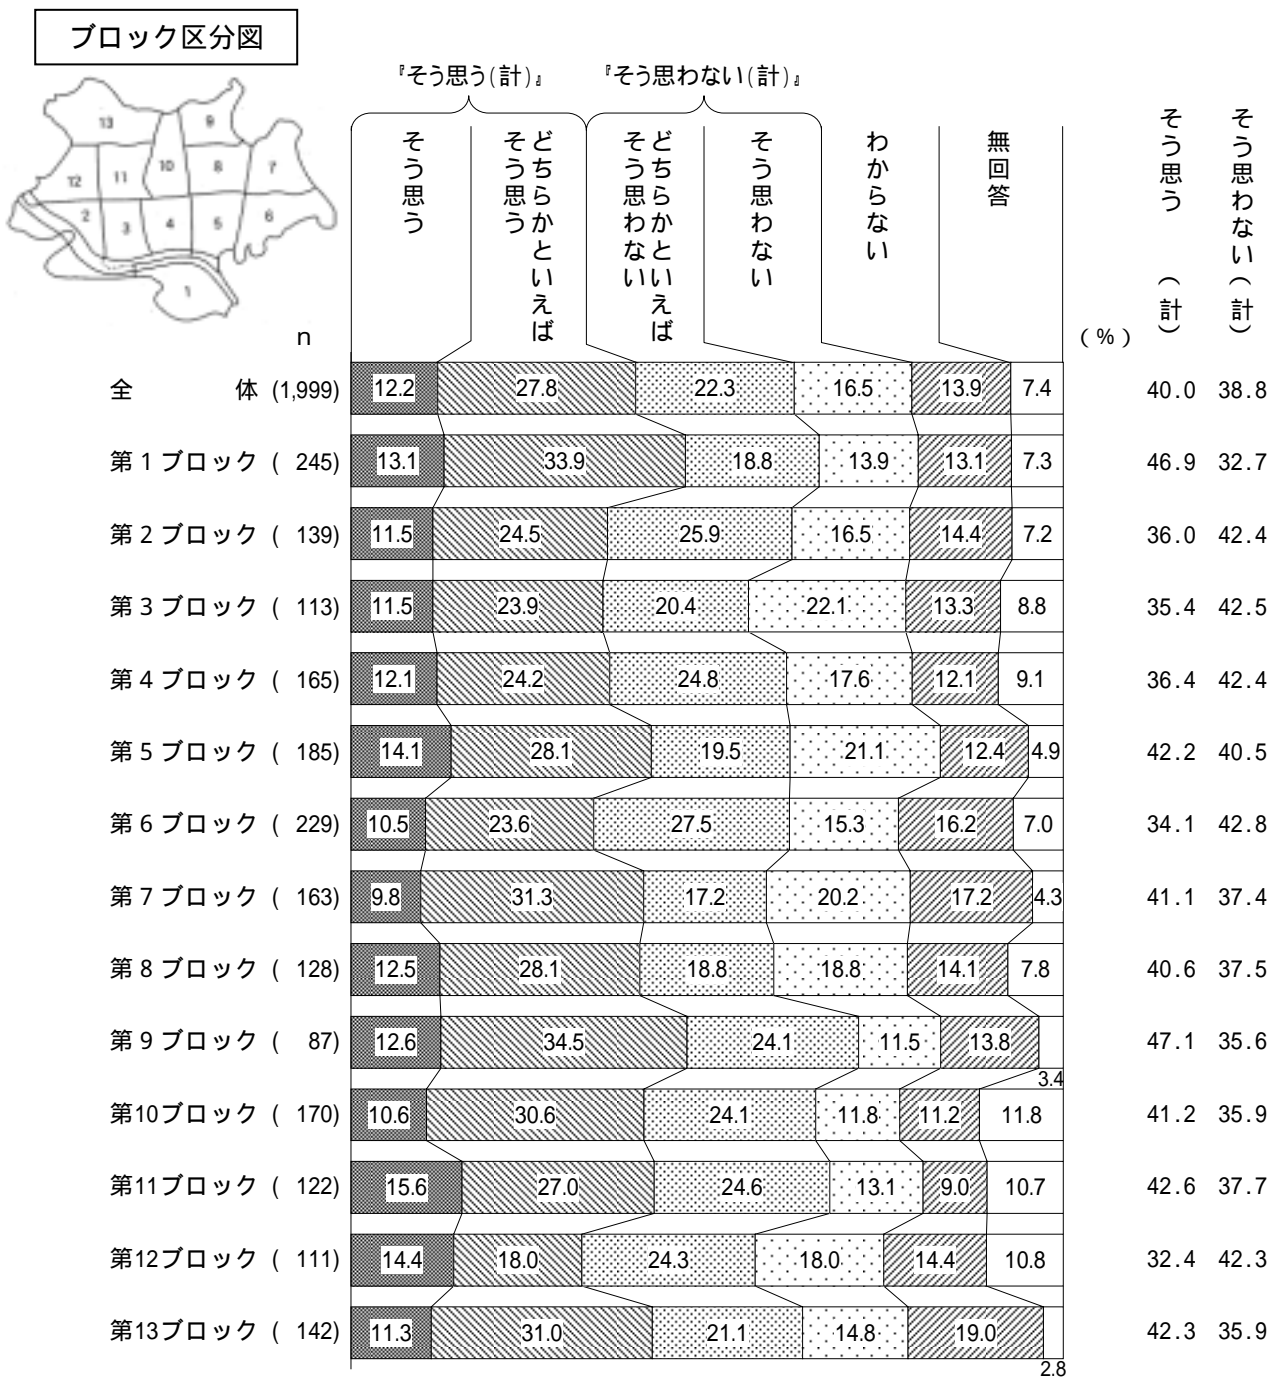 ブロック区分図
『そう思う(計)』 『そう思わない(計)』
そう思う
どちらかといえば
そう思う
どちらかといえば
そう思わない
そう思わない
わからない
無回答
そう思う(計)
そう思わない(計)
13
9
12
11
10
8
7
2
3
4
5
6
1
n
(%)
全体 (1,999) 12.2 27.8 22.3 16.5 13.9 7.4 40.0 38.8
第1ブロック ( 245) 13.1 33.9 18.8 13.9 13.1 7.3 46.9 32.7
第2ブロック ( 139) 11.5 24.5 25.9 16.5 14.4 7.2 36.0 42.4
第3ブロック ( 113) 11.5 23.9 20.4 22.1 13.3 8.8 35.4 42.5
第4ブロック ( 165) 12.1 24.2 24.8 17.6 12.1 9.1 36.4 42.4
第5ブロック ( 185) 14.1 28.1 19.5 21.1 12.4 4.9 42.2 40.5
第6ブロック ( 229) 10.5 23.6 27.5 15.3 16.2 7.0 34.1 42.8
第7ブロック ( 163) 9.8 31.3 17.2 20.2 17.2 4.3 41.1 37.4
第8ブロック ( 128) 12.5 28.1 18.8 18.8 14.1 7.8 40.6 37.5
第9ブロック ( 87) 12.6 34.5 24.1 11.5 13.8 3.4 47.1 35.6
第10ブロック ( 170) 10.6 30.6 24.1 11.8 11.2 11.8 41.2 35.9
第11ブロック ( 122) 15.6 27.0 24.6 13.1 9.0 10.7 42.6 37.7
第12ブロック ( 111) 14.4 18.0 24.3 18.0 14.4 10.8 32.4 42.3
第13ブロック ( 142) 11.3 31.0 21.1 14.8 19.0 2.8 42.3 35.9